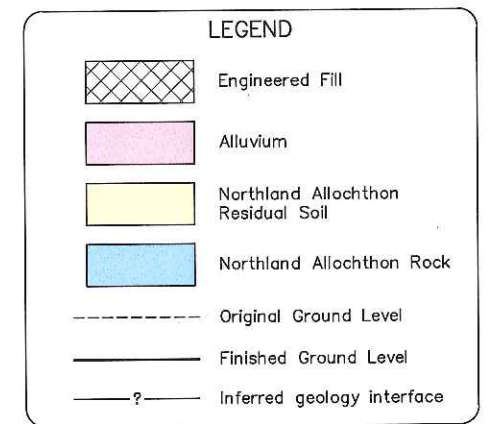 LEGEND
Engineered Fill
Alluvium
Northland Allochthon
Residual Soil
Northland Allochthon Rock
Original Ground Level
Finished Ground Level
?
Inferred geology interface